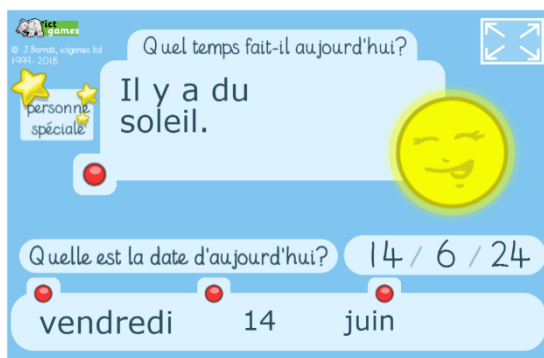 ict
games
© J.Barrett, ictgames ltd
1999 - 2018
Quel temps fait-il aujourd'hui?
Il y a du
soleil.
personne
spéciale
Quelle est la date d'aujourd'hui?
14 / 6 / 24
vendredi 14 juin